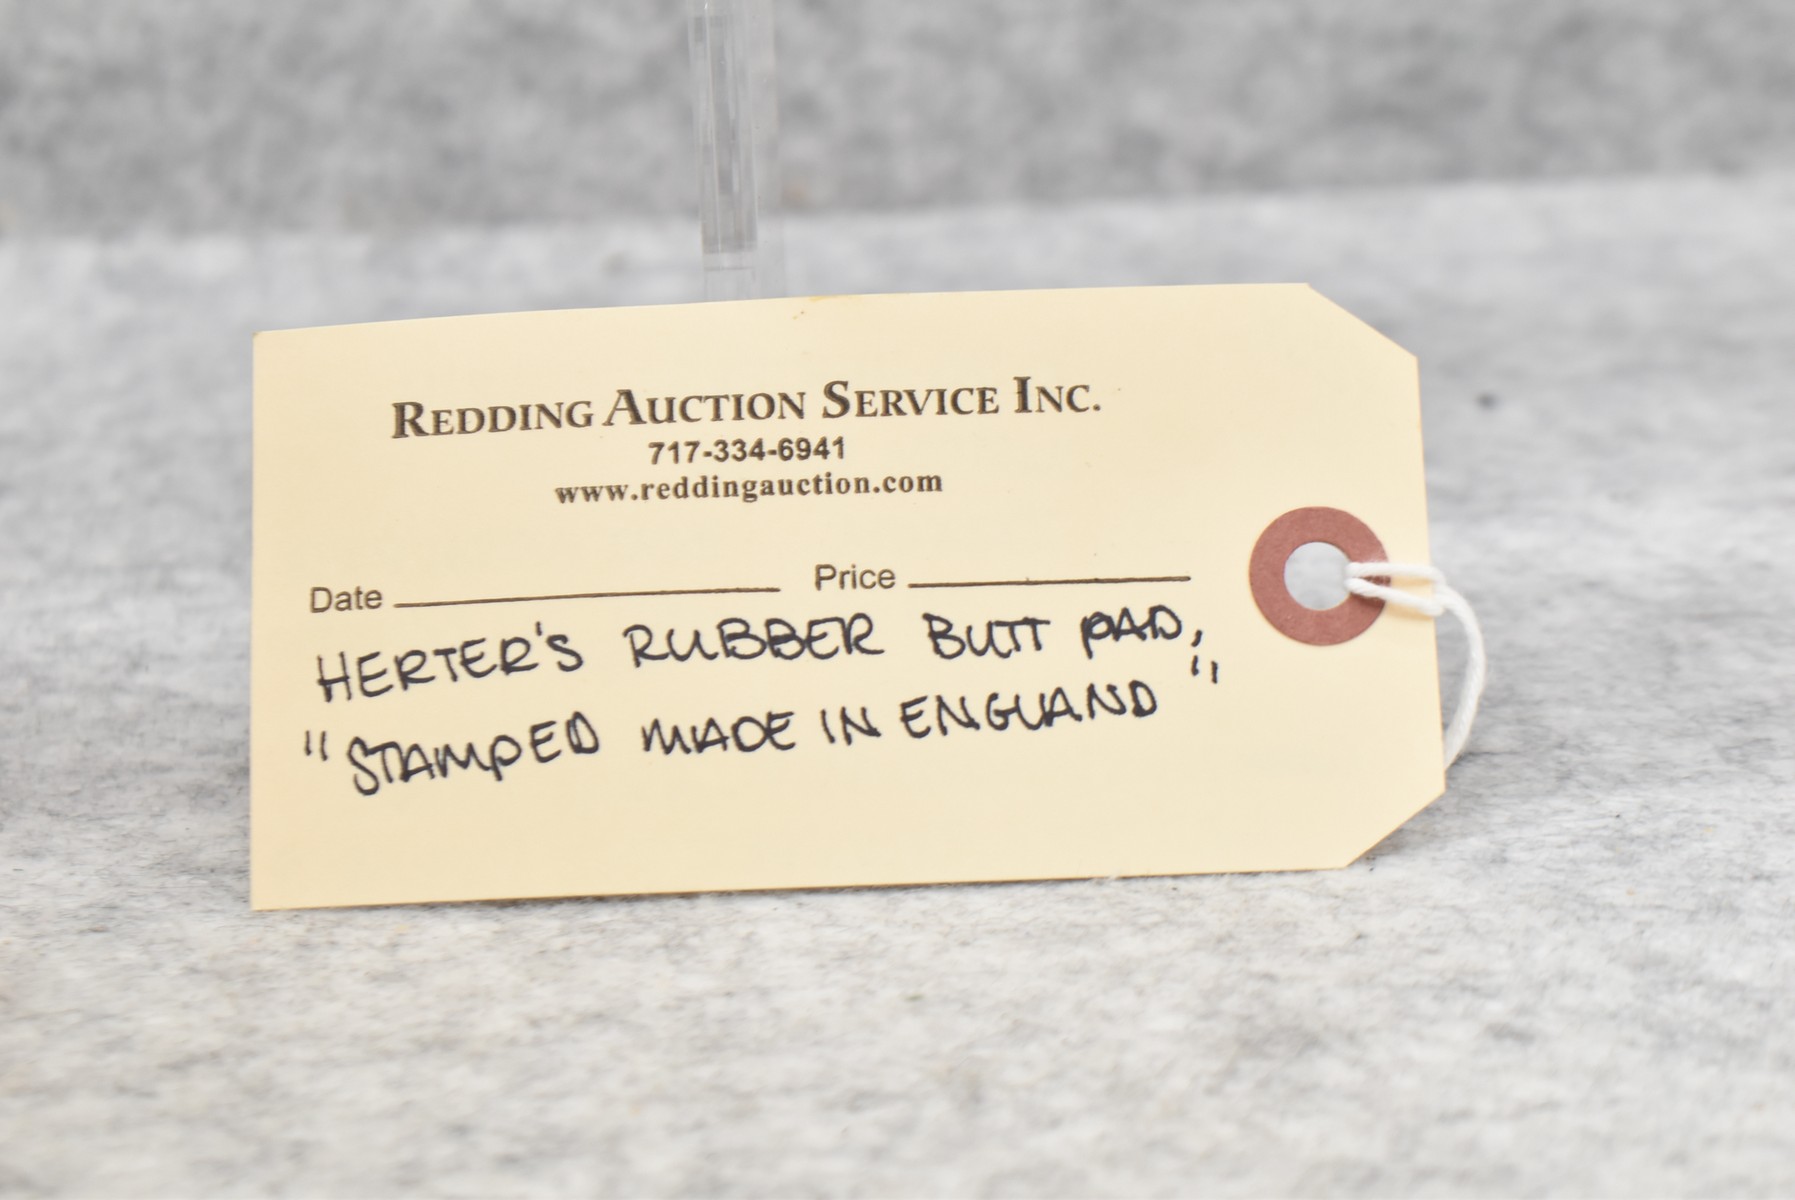 REDDING AUCTION SERVICE INC.
717-334-6941
www.reddingauction.com
Date Price
HERTER'S RUBBER BUTT PAD,
"STAMPED MADE IN ENGLAND"